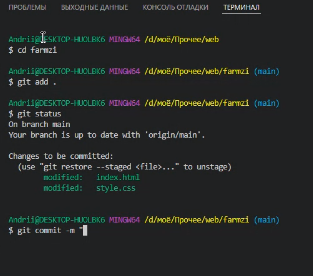 ПРОБЛЕМЫ ВЫХОДНЫЕ ДАННЫЕ КОНСОЛЬ ОТЛАДКИ ТЕРМИНАЛ
Andrii@DESKTOP-HUOLBK6 MINGW64 /d/моё/Прочее/web
$ cd farmzi
Andrii@DESKTOP-HUOLBK6 MINGW64 /d/моё/Прочее/web/farmzi (main)
$ git add .
Andrii@DESKTOP-HUOLBK6 MINGW64 /d/моё/Прочее/web/farmzi (main)
$ git status
On branch main
Your branch is up to date with 'origin/main'.
Changes to be committed:
(use "git restore --staged <file>..." to unstage)
modified: index.html
modified: style.css
Andrii@DESKTOP-HUOLBK6 MINGW64 /d/моё/Прочее/web/farmzi (main)
$ git commit -m "